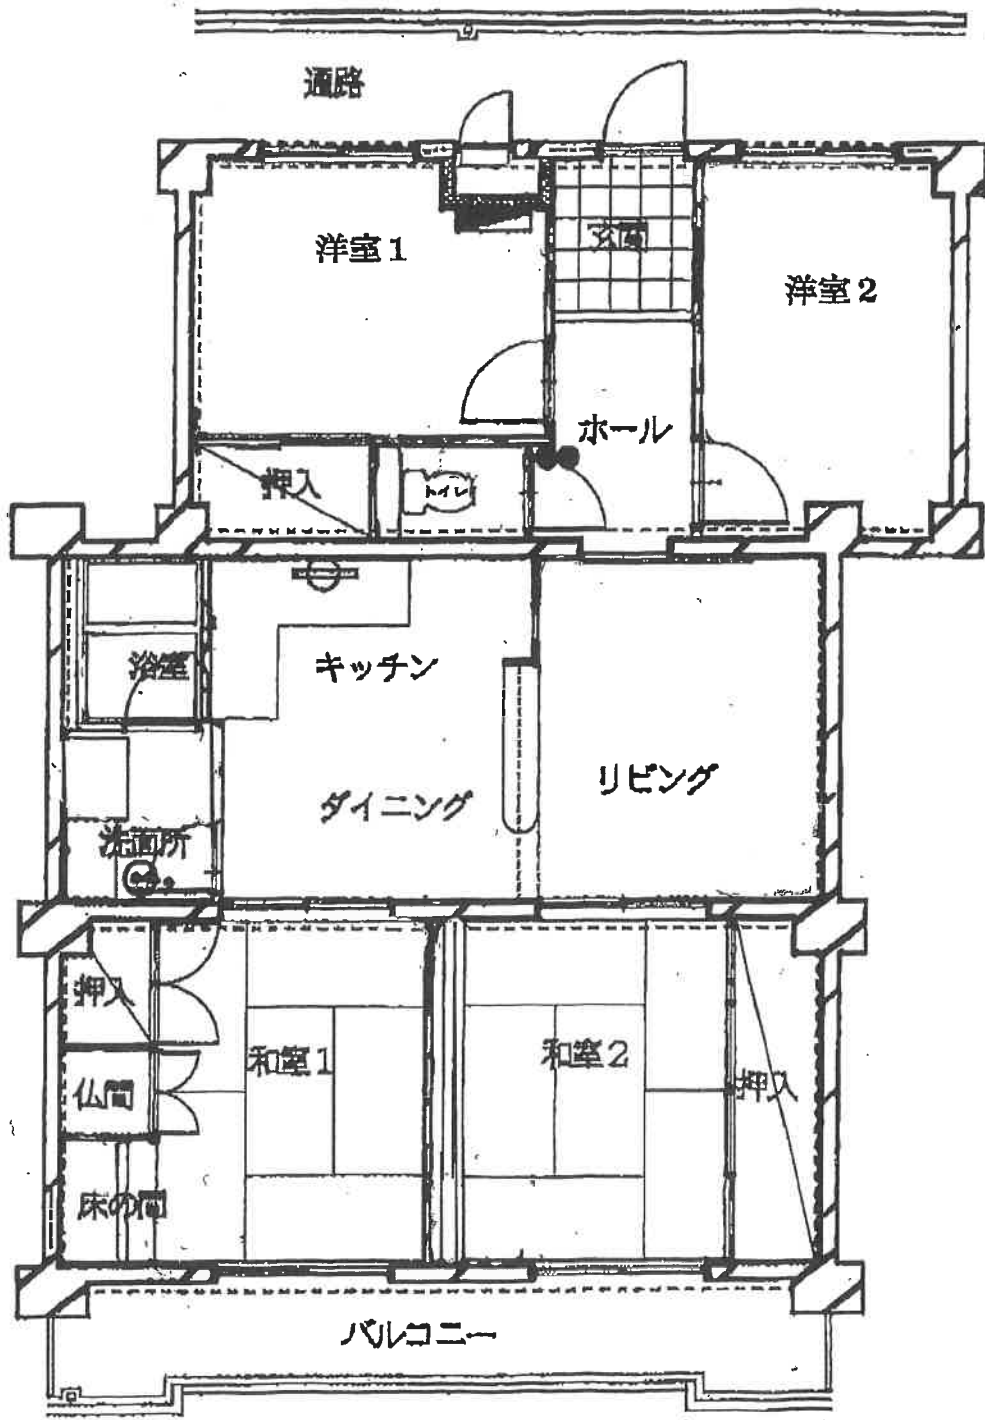 通路
洋室1
玄関
洋室2
ホール
押入
トイレ
浴室
キッチン
リビング
ダイニング
洗面所
押入
和室1
和室2
仏間
押入
床の間
バルコニー